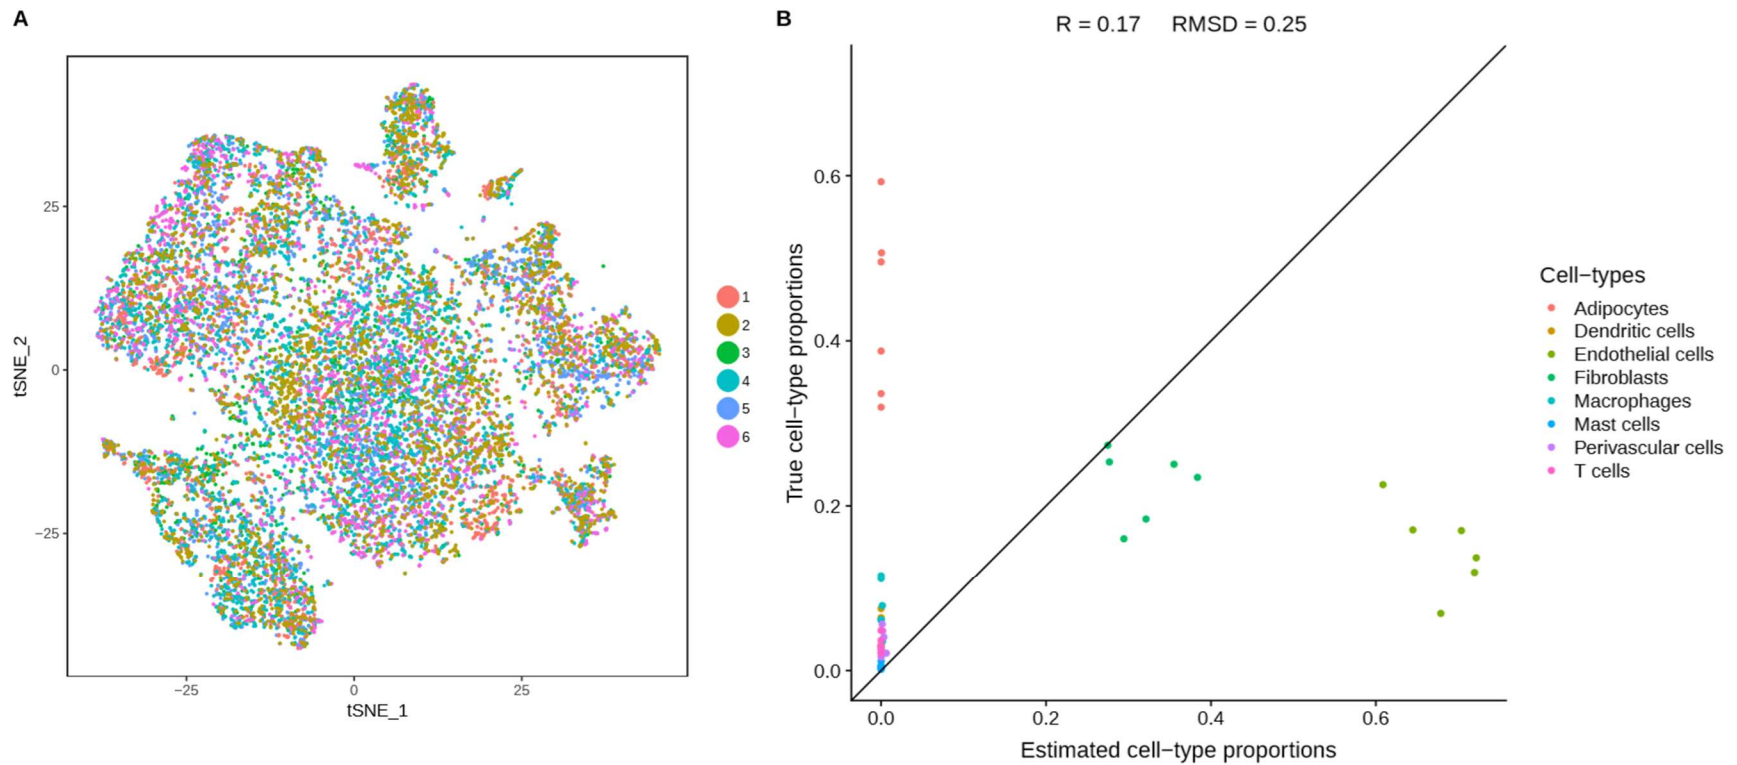 A
25
0
−25
tSNE_2
−25
0
25
tSNE_1
1
2
3
4
5
6
B
R = 0.17 RMSD = 0.25
0.6
0.4
0.2
0.0
True cell−type proportions
0.0
0.2
0.4
0.6
Estimated cell−type proportions
Cell−types
Adipocytes
Dendritic cells
Endothelial cells
Fibroblasts
Macrophages
Mast cells
Perivascular cells
T cells